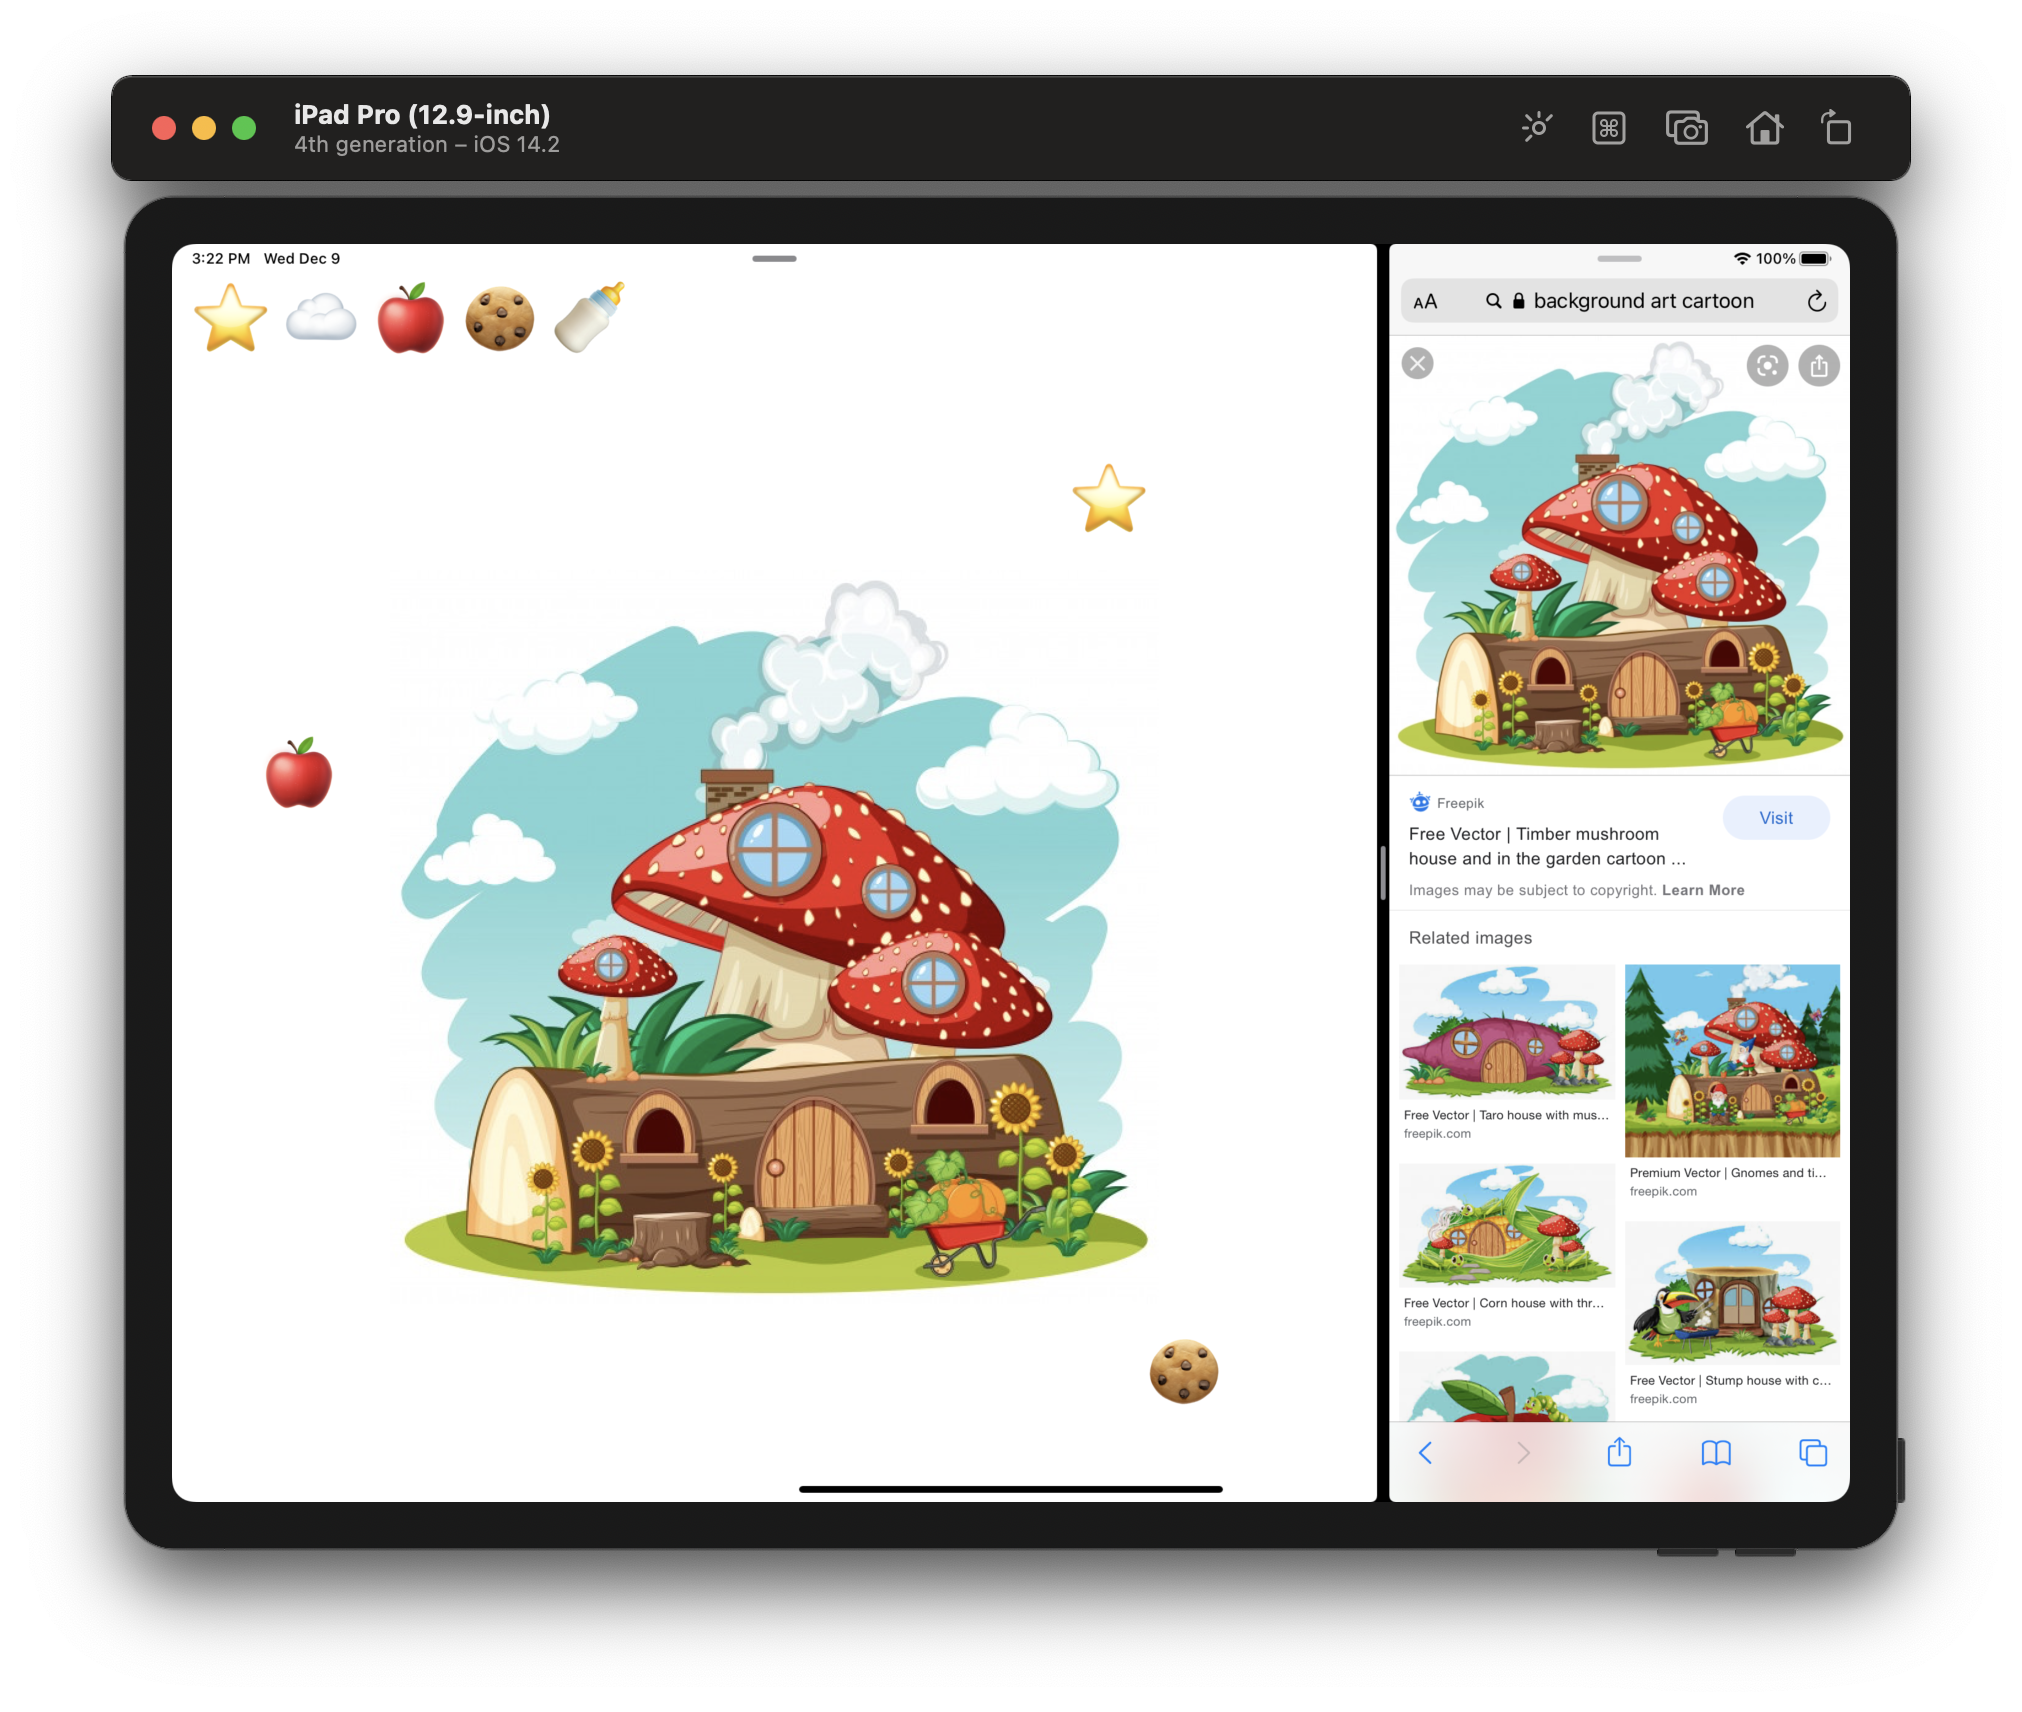 iPad Pro (12.9-inch)
4th generation – iOS 14.2
3:22 PM Wed Dec 9
100%
AA background art cartoon
Freepik
Visit
Free Vector | Timber mushroom
house and in the garden cartoon ...
Images may be subject to copyright. Learn More
Related images
Free Vector | Taro house with mus...
freepik.com
Premium Vector | Gnomes and ti...
freepik.com
Free Vector | Corn house with thr...
freepik.com
Free Vector | Stump house with c...
freepik.com